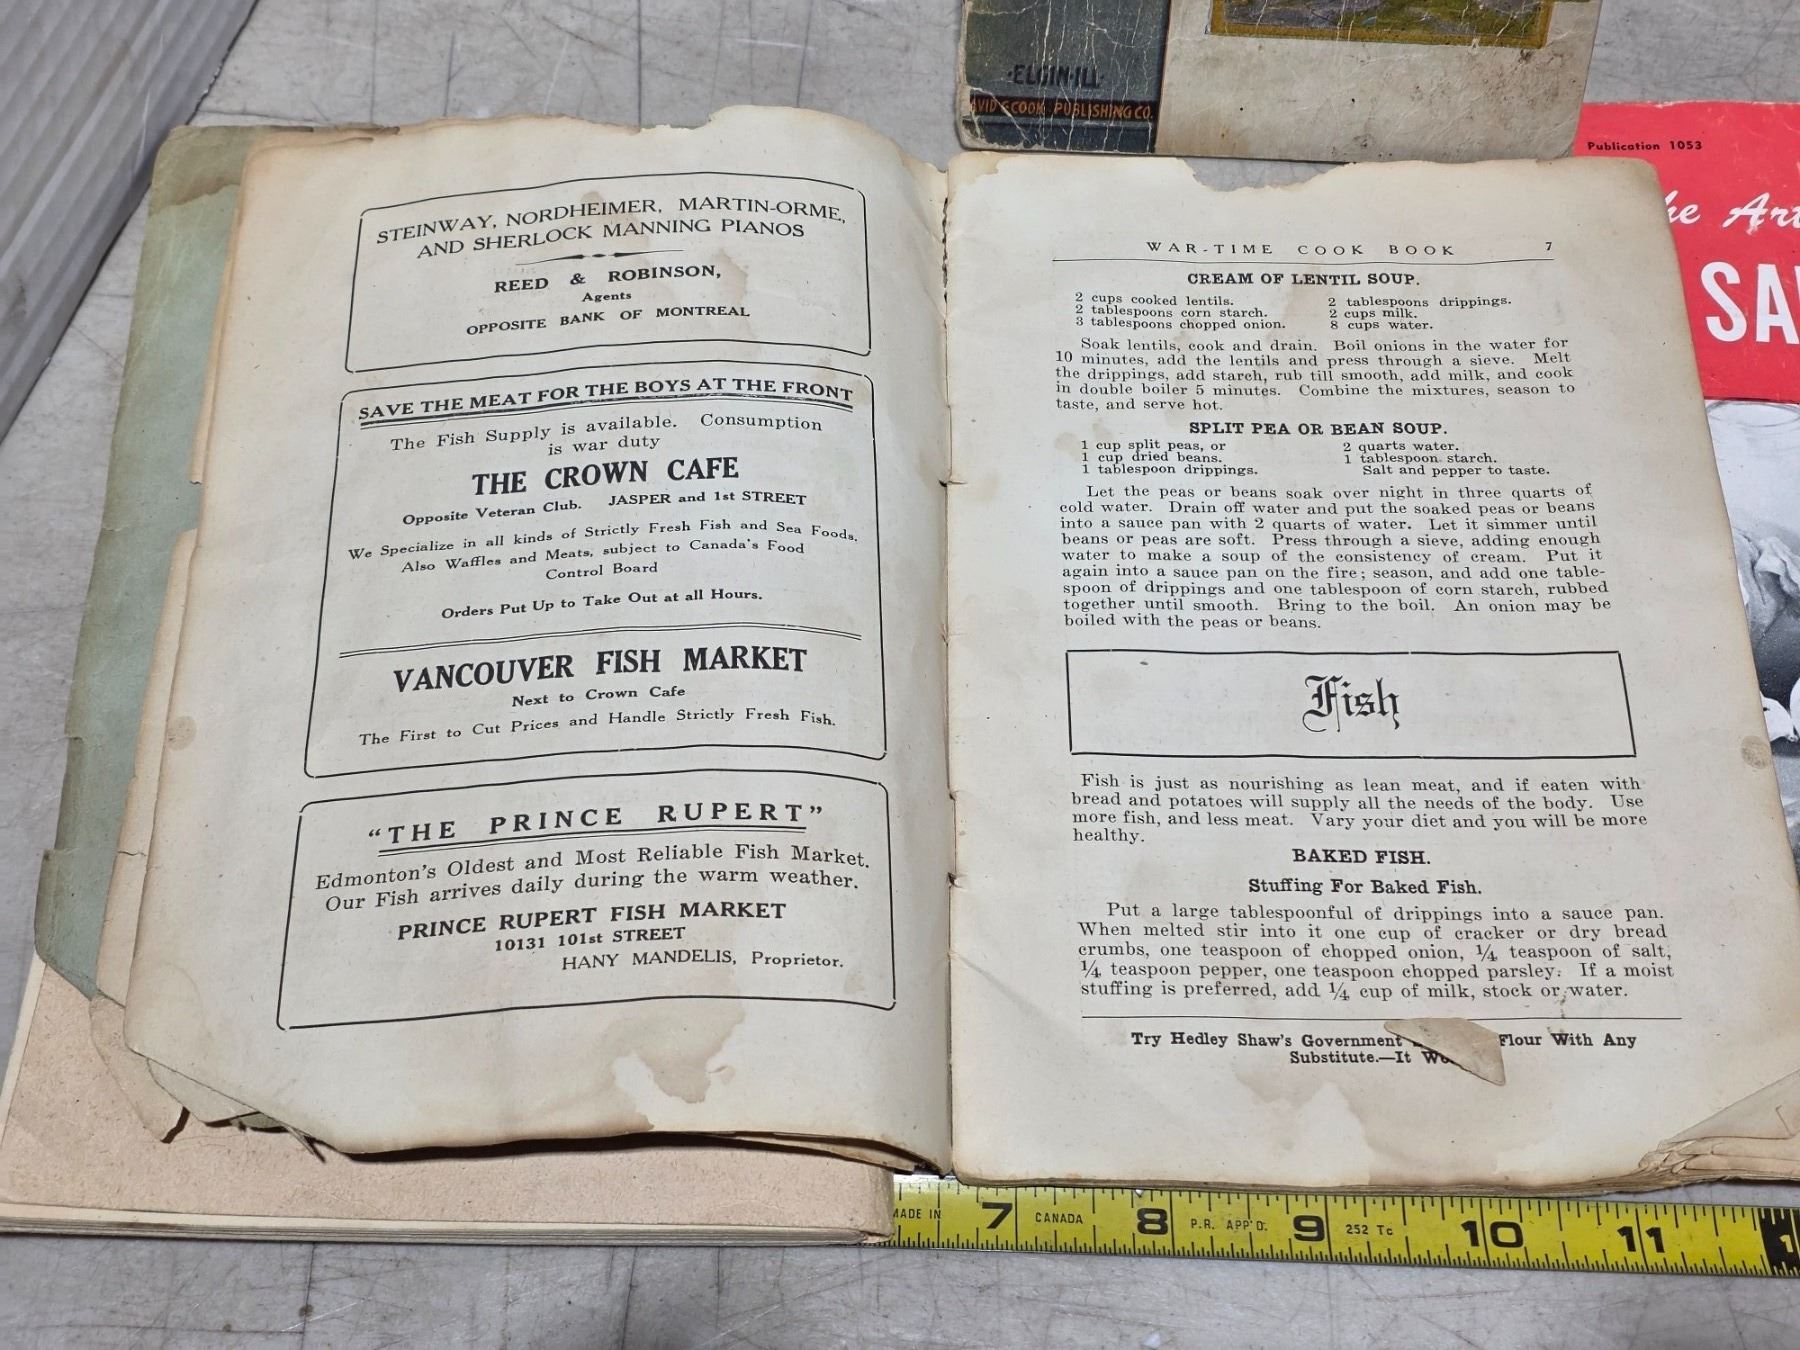 STEINWAY, NORDHEIMER, MARTIN-ORME,
AND SHERLOCK MANNING PIANOS
REED & ROBINSON,
Agents
OPPOSITE BANK OF MONTREAL
SAVE THE MEAT FOR THE BOYS AT THE FRONT
The Fish Supply is available. Consumption
is war duty
THE CROWN CAFE
Opposite Veteran Club. JASPER and 1st STREET
We Specialize in all kinds of Strictly Fresh Fish and Sea Foods.
Also Waffles and Meats, subject to Canada's Food
Control Board
Orders Put Up to Take Out at all Hours.
VANCOUVER FISH MARKET
Next to Crown Cafe
The First to Cut Prices and Handle Strictly Fresh Fish.
"THE PRINCE RUPERT"
Edmonton's Oldest and Most Reliable Fish Market.
Our Fish arrives daily during the warm weather.
PRINCE RUPERT FISH MARKET
10131 101st STREET
HANY MANDELIS, Proprietor.
WAR-TIME COOK BOOK 7
CREAM OF LENTIL SOUP.
2 cups cooked lentils. 2 tablespoons drippings.
2 tablespoons corn starch. 2 cups milk.
3 tablespoons chopped onion. 8 cups water.
Soak lentils, cook and drain. Boil onions in the water for
10 minutes, add the lentils and press through a sieve. Melt
the drippings, add starch, rub till smooth, add milk, and cook
in double boiler 5 minutes. Combine the mixtures, season to
taste, and serve hot.
SPLIT PEA OR BEAN SOUP.
1 cup split peas, or 2 quarts water.
1 cup dried beans. 1 tablespoon starch.
1 tablespoon drippings. Salt and pepper to taste.
Let the peas or beans soak over night in three quarts of
cold water. Drain off water and put the soaked peas or beans
into a sauce pan with 2 quarts of water. Let it simmer until
beans or peas are soft. Press through a sieve, adding enough
water to make a soup of the consistency of cream. Put it
again into a sauce pan on the fire; season, and add one table-
spoon of drippings and one tablespoon of corn starch, rubbed
together until smooth. Bring to the boil. An onion may be
boiled with the peas or beans.
Fish
Fish is just as nourishing as lean meat, and if eaten with
bread and potatoes will supply all the needs of the body. Use
more fish, and less meat. Vary your diet and you will be more
healthy.
BAKED FISH.
Stuffing For Baked Fish.
Put a large tablespoonful of drippings into a sauce pan.
When melted stir into it one cup of cracker or dry bread
crumbs, one teaspoon of chopped onion, ¼ teaspoon of salt,
¼ teaspoon pepper, one teaspoon chopped parsley. If a moist
stuffing is preferred, add ¼ cup of milk, stock or water.
Try Hedley Shaw's Government Flour With Any
Substitute.—It
ELGIN·ILL·
AVID C COOK PUBLISHING CO.
Publication 1053
he Art
SA
MADE IN 7 CANADA 8 P.R. APP'D. 9 252 Tc 10 11 1